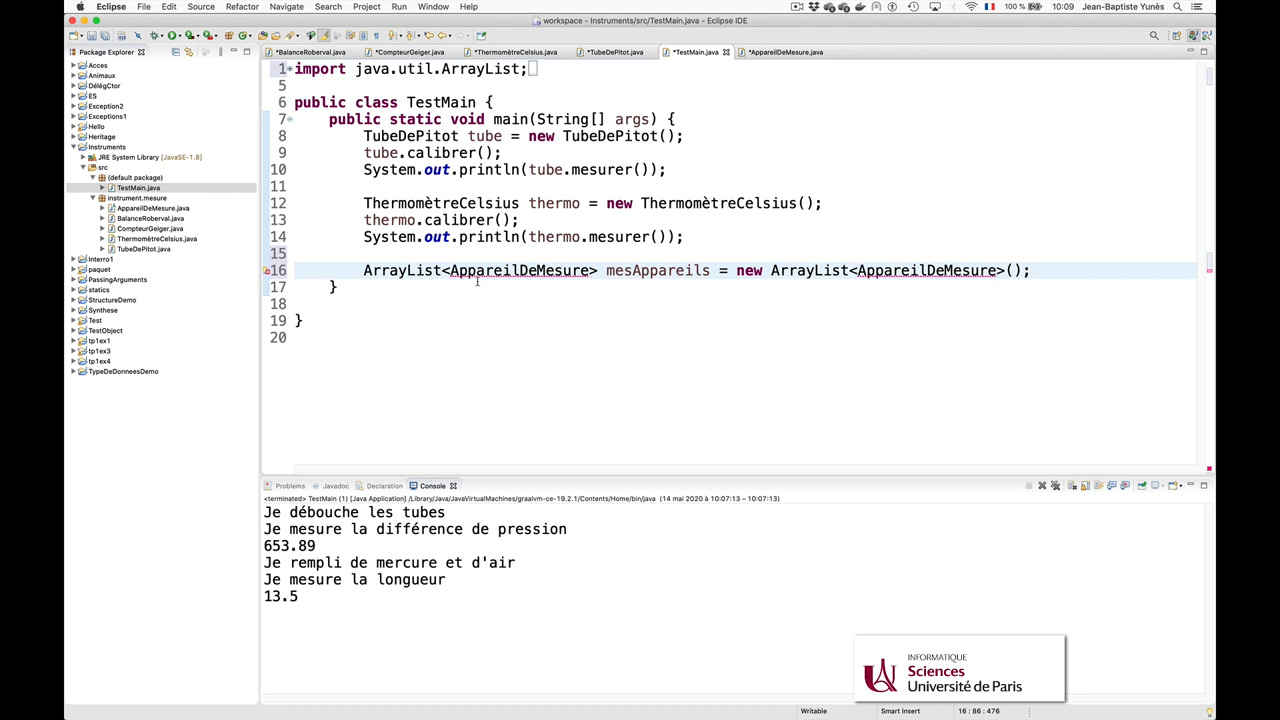 Eclipse File Edit Source Refactor Navigate Search Project Run Window Help 100 % 10:09 Jean-Baptiste Yunès
workspace - Instruments/src/TestMain.java - Eclipse IDE
Package Explorer
*BalanceRoberval.java *CompteurGeiger.java *ThermomètreCelsius.java *TubeDePitot.java *TestMain.java *AppareilDeMesure.java
Acces
Animaux
DélégCtor
ES
Exception2
Exceptions1
Hello
Heritage
Instruments
JRE System Library [JavaSE-1.8]
src
(default package)
TestMain.java
instrument.mesure
AppareilDeMesure.java
BalanceRoberval.java
CompteurGeiger.java
ThermomètreCelsius.java
TubeDePitot.java
Interro1
paquet
PassingArguments
statics
StructureDemo
Synthese
Test
TestObject
tp1ex1
tp1ex3
tp1ex4
TypeDeDonneesDemo
1 import java.util.ArrayList;
5
6 public class TestMain {
7 public static void main(String[] args) {
8 TubeDePitot tube = new TubeDePitot();
9 tube.calibrer();
10 System.out.println(tube.mesurer());
11
12 ThermomètreCelsius thermo = new ThermomètreCelsius();
13 thermo.calibrer();
14 System.out.println(thermo.mesurer());
15
16 ArrayList<AppareilDeMesure> mesAppareils = new ArrayList<AppareilDeMesure>();
17 }
18
19 }
20
Problems Javadoc Declaration Console
<terminated> TestMain (1) [Java Application] /Library/Java/JavaVirtualMachines/graalvm-ce-19.2.1/Contents/Home/bin/java (14 mai 2020 à 10:07:13 – 10:07:13)
Je débouche les tubes
Je mesure la différence de pression
653.89
Je rempli de mercure et d'air
Je mesure la longueur
13.5
INFORMATIQUE
Sciences
Université de Paris
Writable Smart Insert 16 : 86 : 476